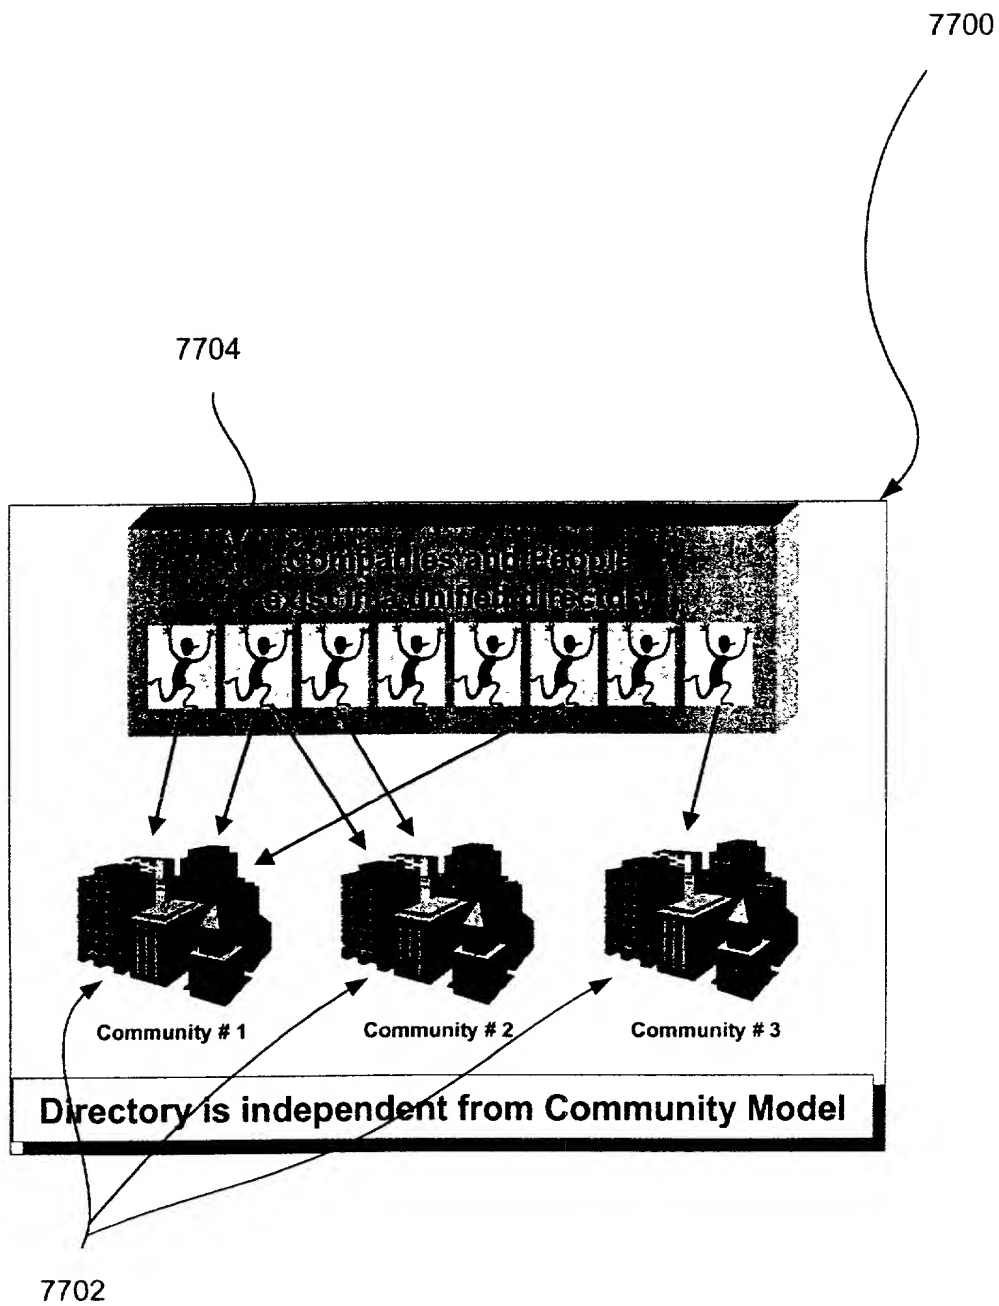 7700
7704
Companies and People
exist in a unified directory
Community # 1
Community # 2
Community # 3
Directory is independent from Community Model
7702